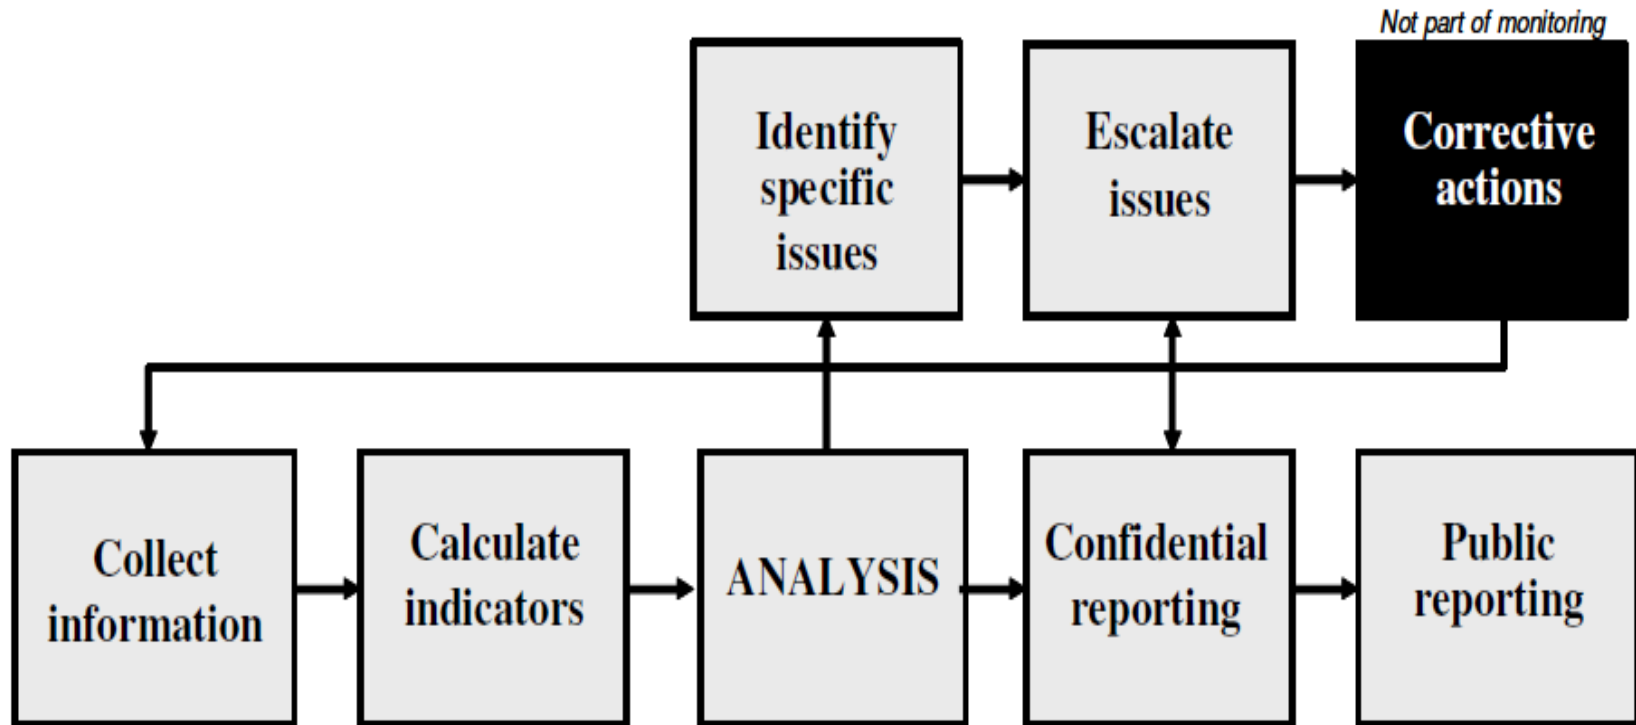 Not part of monitoring
Identify
specific
issues
Escalate
issues
Corrective
actions
Collect
information
Calculate
indicators
ANALYSIS
Confidential
reporting
Public
reporting